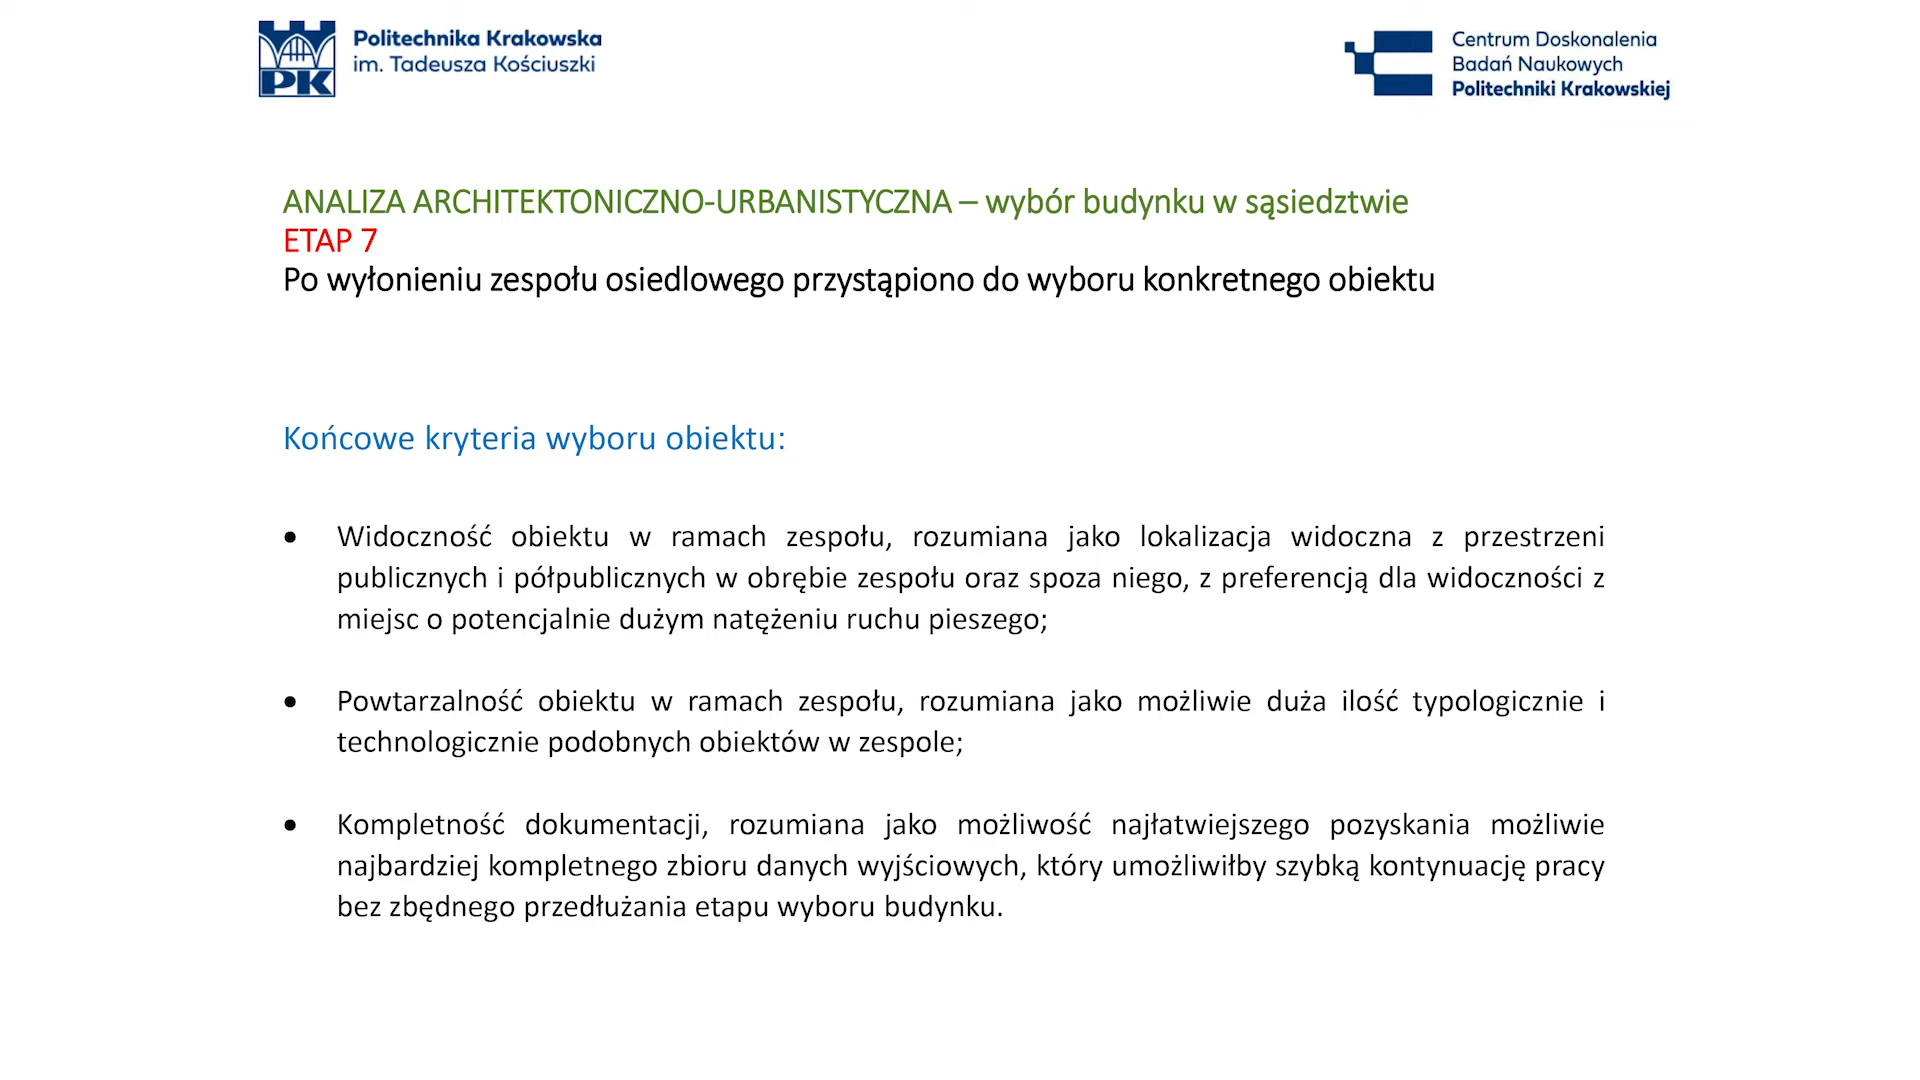 Politechnika Krakowska
im. Tadeusza Kościuszki
PK
Centrum Doskonalenia
Badań Naukowych
Politechniki Krakowskiej
ANALIZA ARCHITEKTONICZNO-URBANISTYCZNA – wybór budynku w sąsiedztwie
ETAP 7
Po wyłonieniu zespołu osiedlowego przystąpiono do wyboru konkretnego obiektu
Końcowe kryteria wyboru obiektu:
• Widoczność obiektu w ramach zespołu, rozumiana jako lokalizacja widoczna z przestrzeni
publicznych i półpublicznych w obrębie zespołu oraz spoza niego, z preferencją dla widoczności z
miejsc o potencjalnie dużym natężeniu ruchu pieszego;
• Powtarzalność obiektu w ramach zespołu, rozumiana jako możliwie duża ilość typologicznie i
technologicznie podobnych obiektów w zespole;
• Kompletność dokumentacji, rozumiana jako możliwość najłatwiejszego pozyskania możliwie
najbardziej kompletnego zbioru danych wyjściowych, który umożliwiłby szybką kontynuację pracy
bez zbędnego przedłużania etapu wyboru budynku.